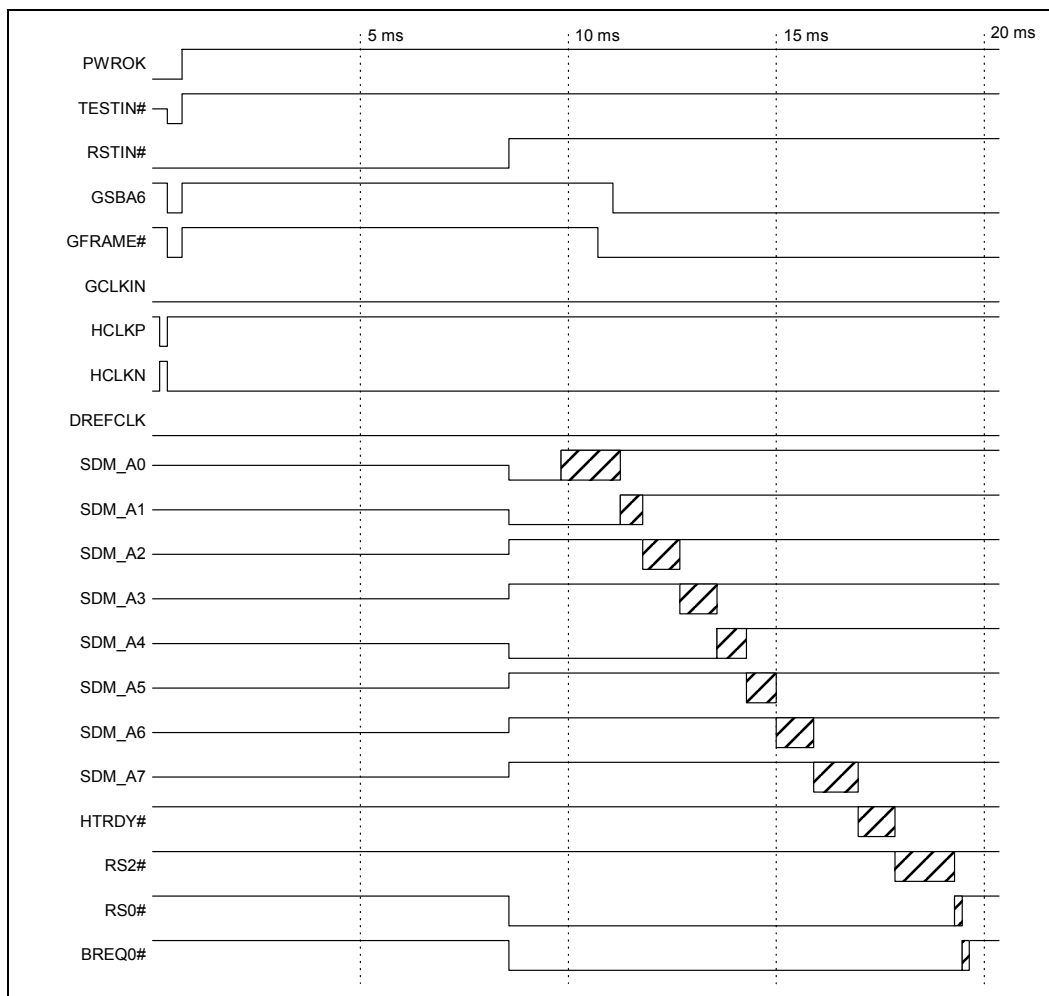 5 ms 10 ms 15 ms 20 ms
PWROK
TESTIN#
RSTIN#
GSBA6
GFRAME#
GCLKIN
HCLKP
HCLKN
DREFCLK
SDM_A0
SDM_A1
SDM_A2
SDM_A3
SDM_A4
SDM_A5
SDM_A6
SDM_A7
HTRDY#
RS2#
RS0#
BREQ0#